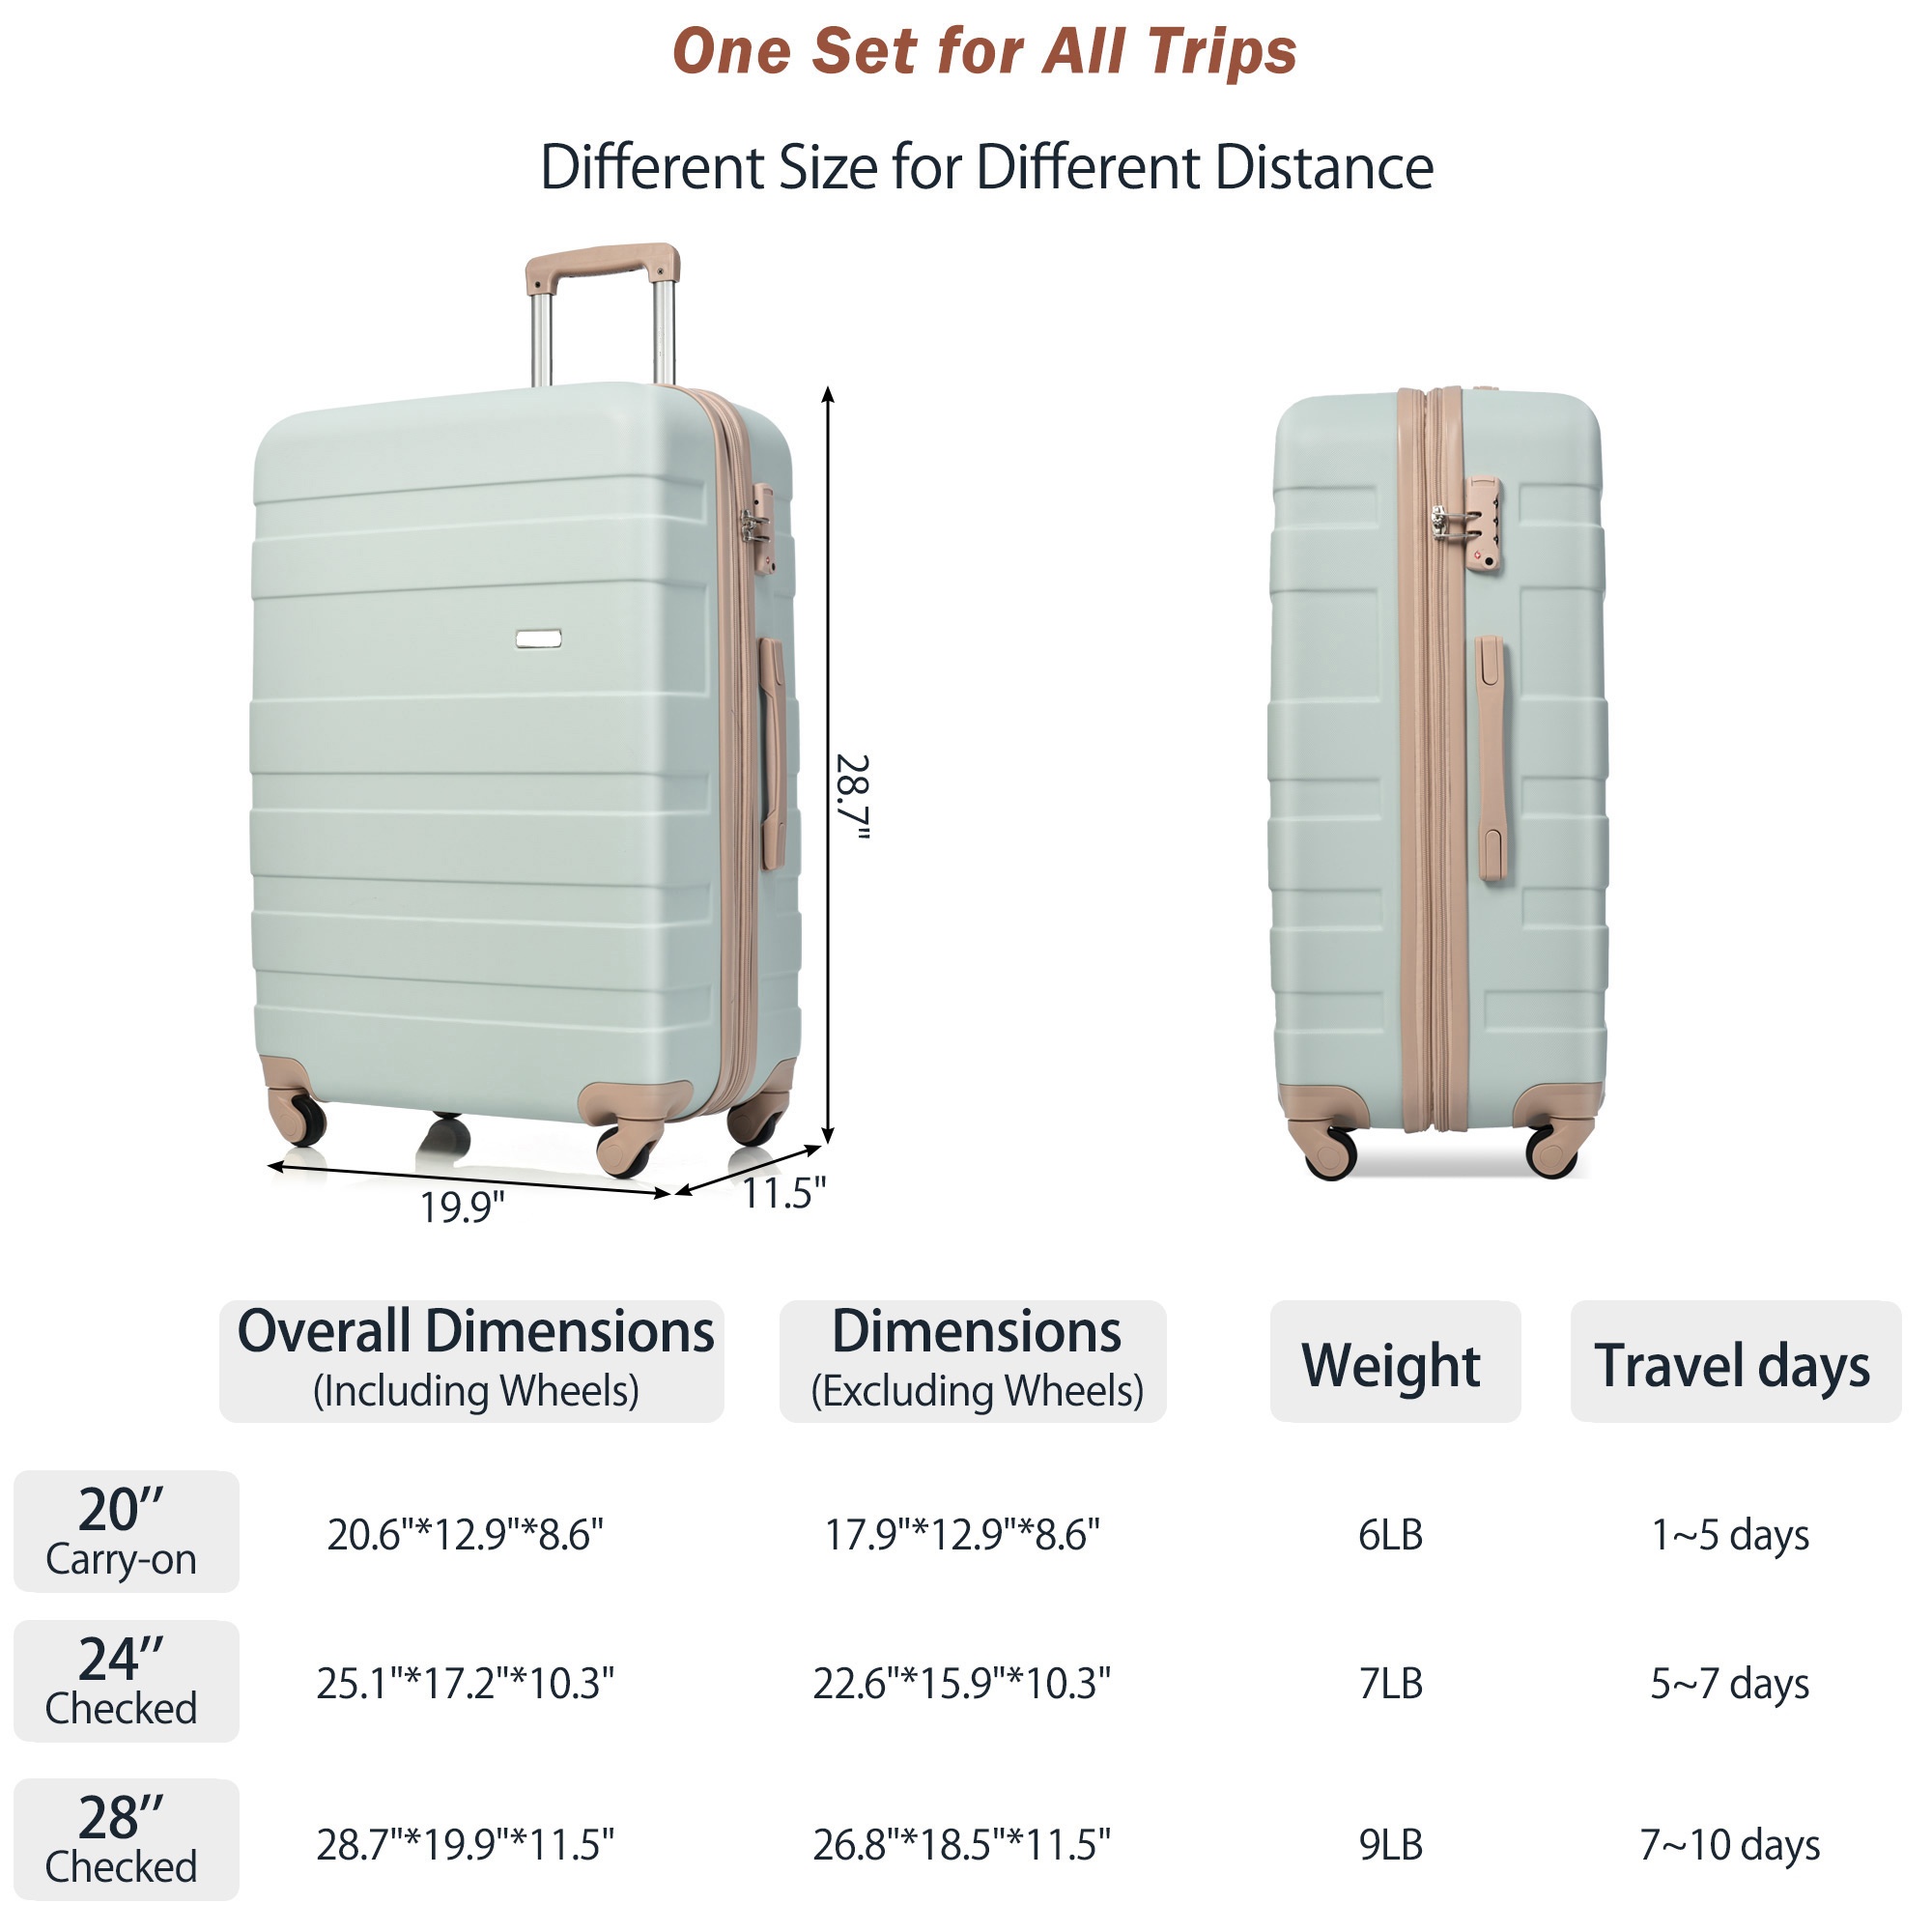 One Set for All Trips
Different Size for Different Distance
28.7"
19.9"
11.5"
Overall Dimensions
(Including Wheels)
Dimensions
(Excluding Wheels)
Weight
Travel days
20’’
Carry-on
20.6"*12.9"*8.6"
17.9"*12.9"*8.6"
6LB
1~5 days
24’’
Checked
25.1"*17.2"*10.3"
22.6"*15.9"*10.3"
7LB
5~7 days
28’’
Checked
28.7"*19.9"*11.5"
26.8"*18.5"*11.5"
9LB
7~10 days